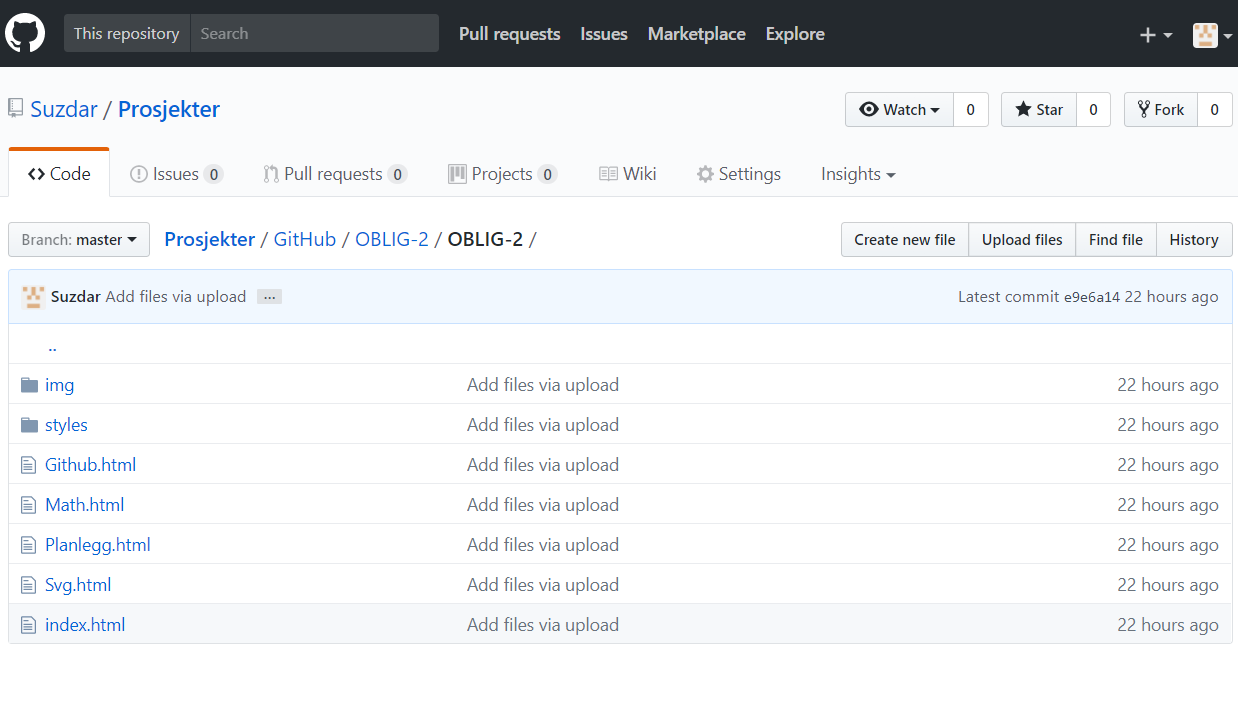 This repository Search Pull requests Issues Marketplace Explore
Suzdar / Prosjekter Watch 0 Star 0 Fork 0
Code Issues 0 Pull requests 0 Projects 0 Wiki Settings Insights
Branch: master Prosjekter / GitHub / OBLIG-2 / OBLIG-2 / Create new file Upload files Find file History
Suzdar Add files via upload ... Latest commit e9e6a14 22 hours ago
..
img Add files via upload 22 hours ago
styles Add files via upload 22 hours ago
Github.html Add files via upload 22 hours ago
Math.html Add files via upload 22 hours ago
Planlegg.html Add files via upload 22 hours ago
Svg.html Add files via upload 22 hours ago
index.html Add files via upload 22 hours ago